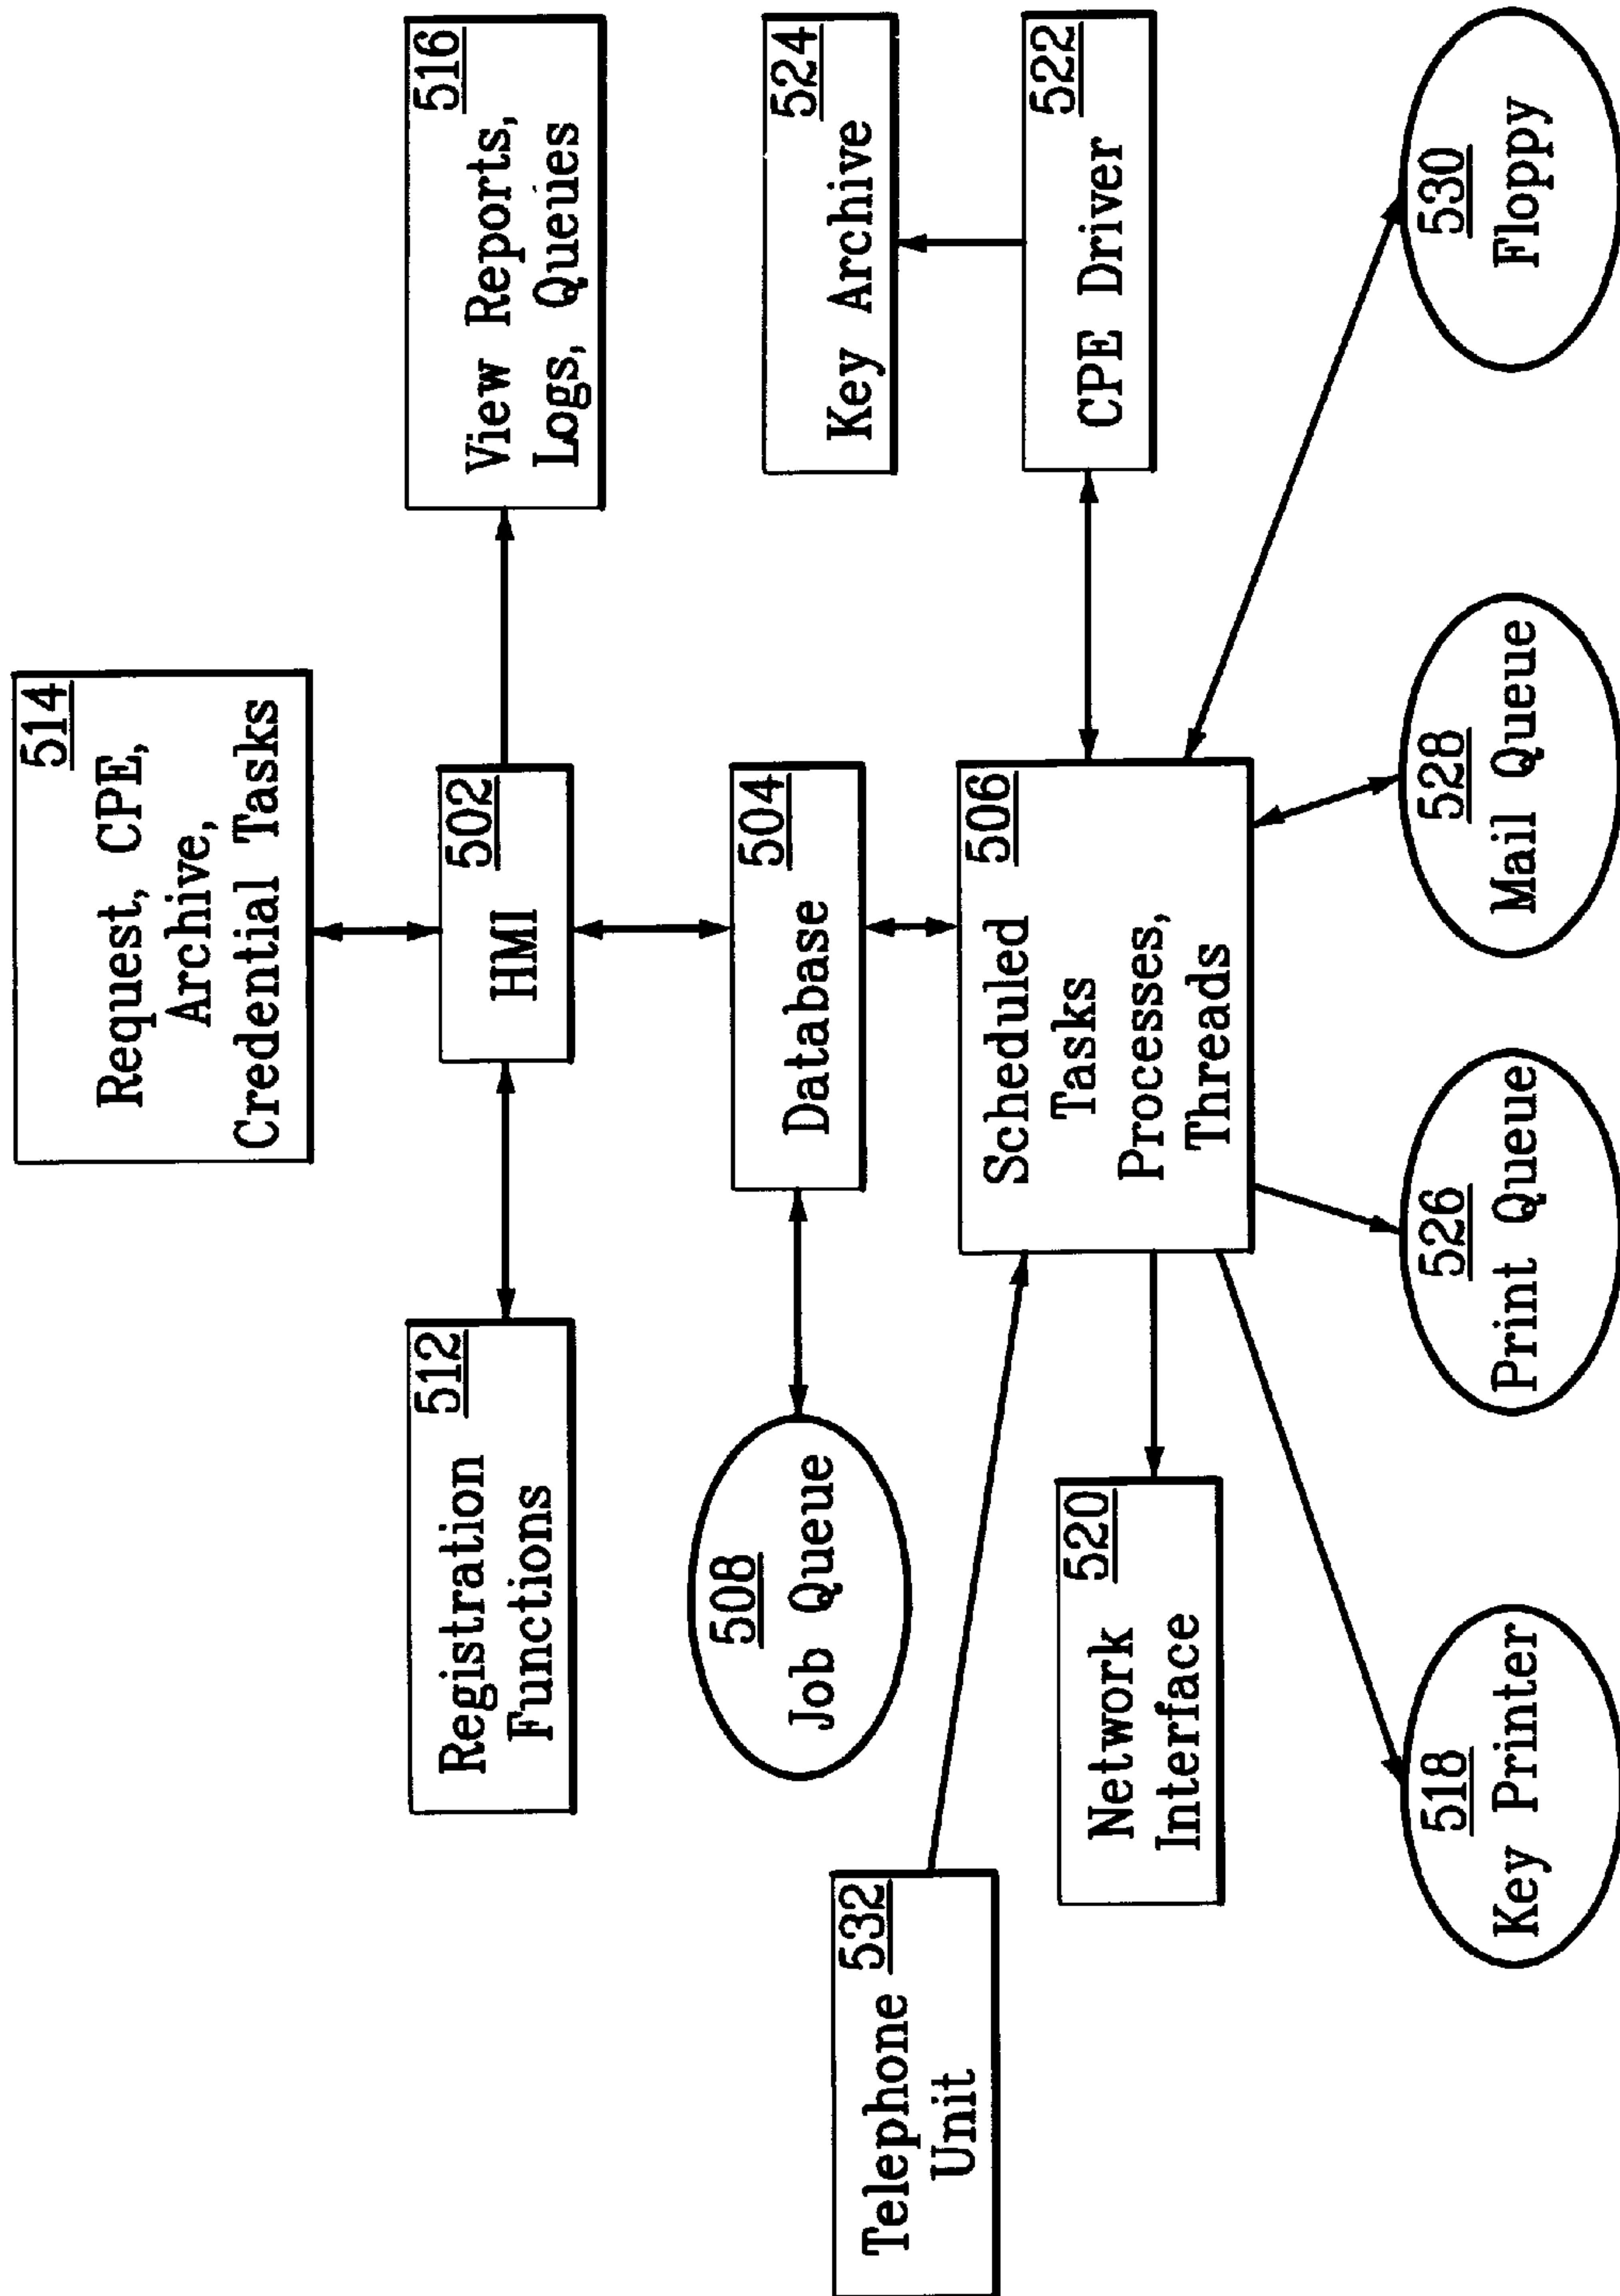 514
Request, CPE,
Archive,
Credential Tasks
512
Registration
Functions
502
HMI
516
View Reports,
Logs, Queues
508
Job Queue
504
Database
524
Key Archive
Telephone 532
Unit
520
Network
Interface
506
Scheduled
Tasks
Processes,
Threads
522
CPE Driver
518
Key Printer
526
Print Queue
528
Mail Queue
530
Floppy